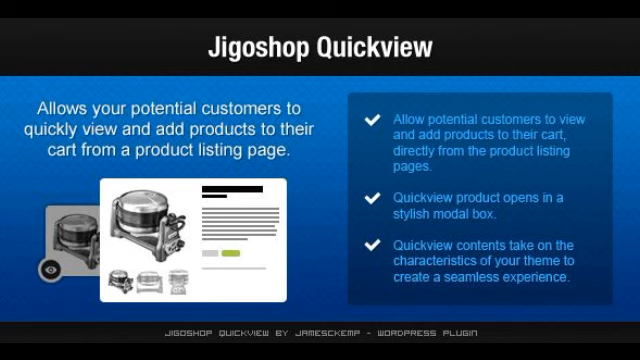 Jigoshop Quickview
Allows your potential customers to
quickly view and add products to their
cart from a product listing page.
Allow potential customers to view
and add products to their cart,
directly from the product listing
pages.
Quickview product opens in a
stylish modal box.
Quickview contents take on the
characteristics of your theme to
create a seamless experience.
JIGOSHOP QUICKVIEW BY JAMESCKEMP - WORDPRESS PLUGIN